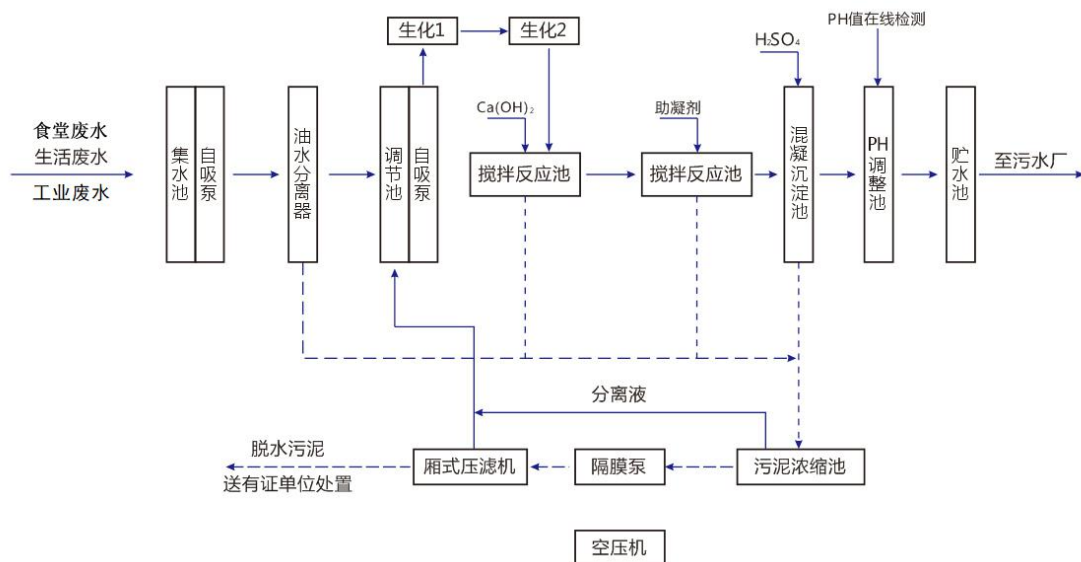 生化1
生化2
PH值在线检测
H₂SO₄
Ca(OH)₂
助凝剂
食堂废水
生活废水
工业废水
集水池
自吸泵
油水分离器
调节池
自吸泵
搅拌反应池
搅拌反应池
混凝沉淀池
PH调整池
贮水池
至污水厂
分离液
脱水污泥
送有证单位处置
厢式压滤机
隔膜泵
污泥浓缩池
空压机